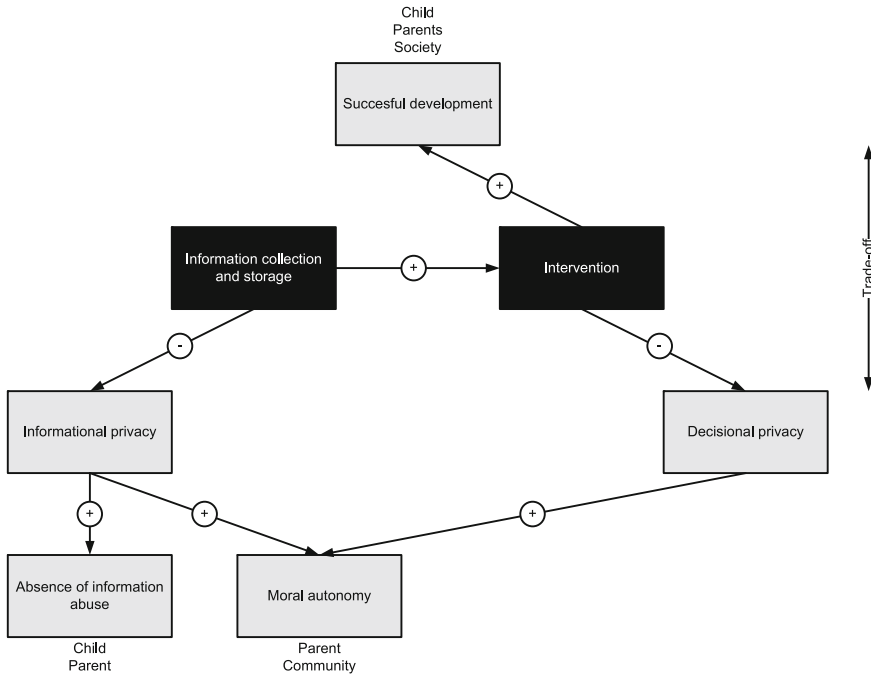 Child
Parents
Society
Succesful development
+
Information collection
and storage
+
Intervention
Trade-off
-
-
Informational privacy
Decisional privacy
+
+
+
Absence of information
abuse
Moral autonomy
Child
Parent
Parent
Community